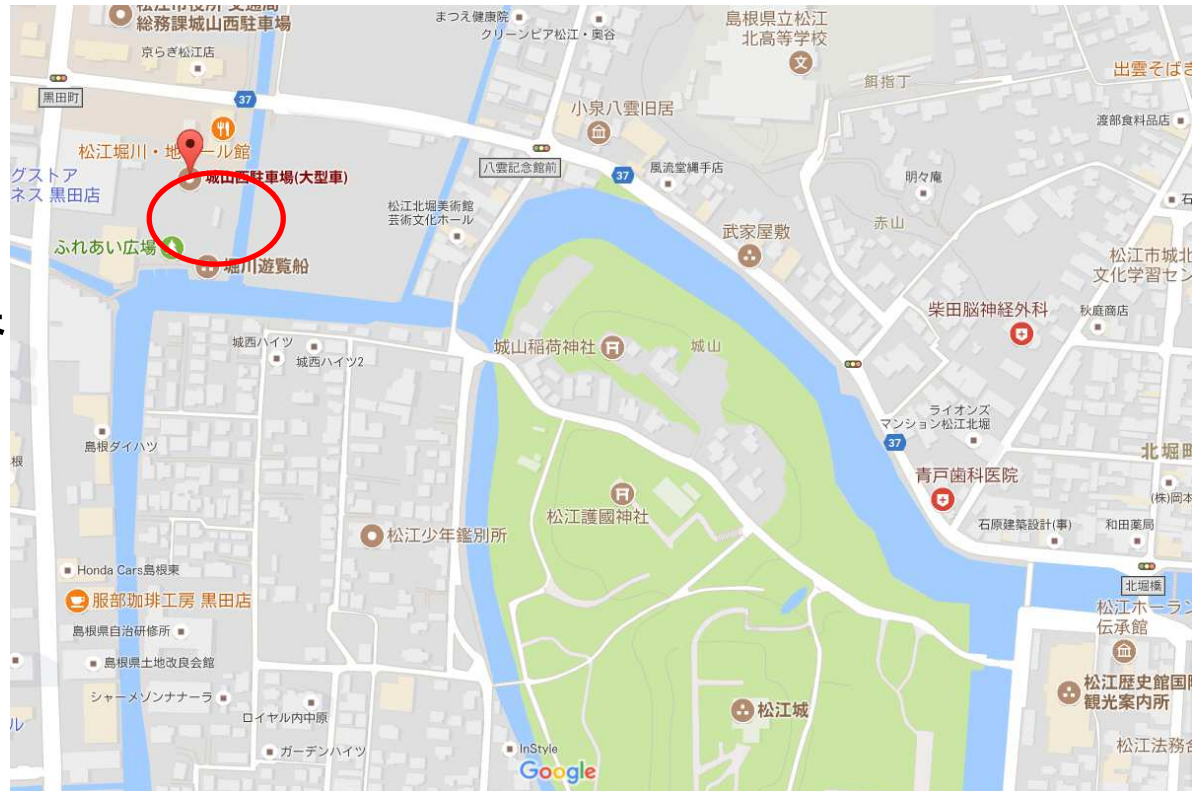 総務課城山西駐車場
まつえ健康院
クリーンピア松江・奥谷
島根県立松江
北高等学校
京らぎ松江店
文
餌指丁
出雲そばき
黒田町
37
小泉八雲旧居
渡部食料品店
松江堀川・地
ール館
八雲記念館前
37
風流堂縄手店
グストア
ネス 黒田店
城山西駐車場(大型車)
明々庵
石
松江北堀美術館
芸術文化ホール
赤山
武家屋敷
ふれあい広場
堀川遊覧船
松江市城北
文化学習セン
柴田脳神経外科
秋庭商店
城西ハイツ
城西ハイツ2
城山稲荷神社
城山
ライオンズ
マンション松江北堀
島根ダイハツ
37
北堀町
根
青戸歯科医院
松江護國神社
(株)岡本
石原建築設計(事)
和田薬局
松江少年鑑別所
Honda Cars島根東
北堀橋
服部珈琲工房 黒田店
松江ホーラン
伝承館
島根県自治研修所
島根県土地改良会館
松江歴史館国際
観光案内所
シャーメゾンナナーラ
ロイヤル内中原
松江城
ル
ガーデンハイツ
InStyle
松江法務合
Google